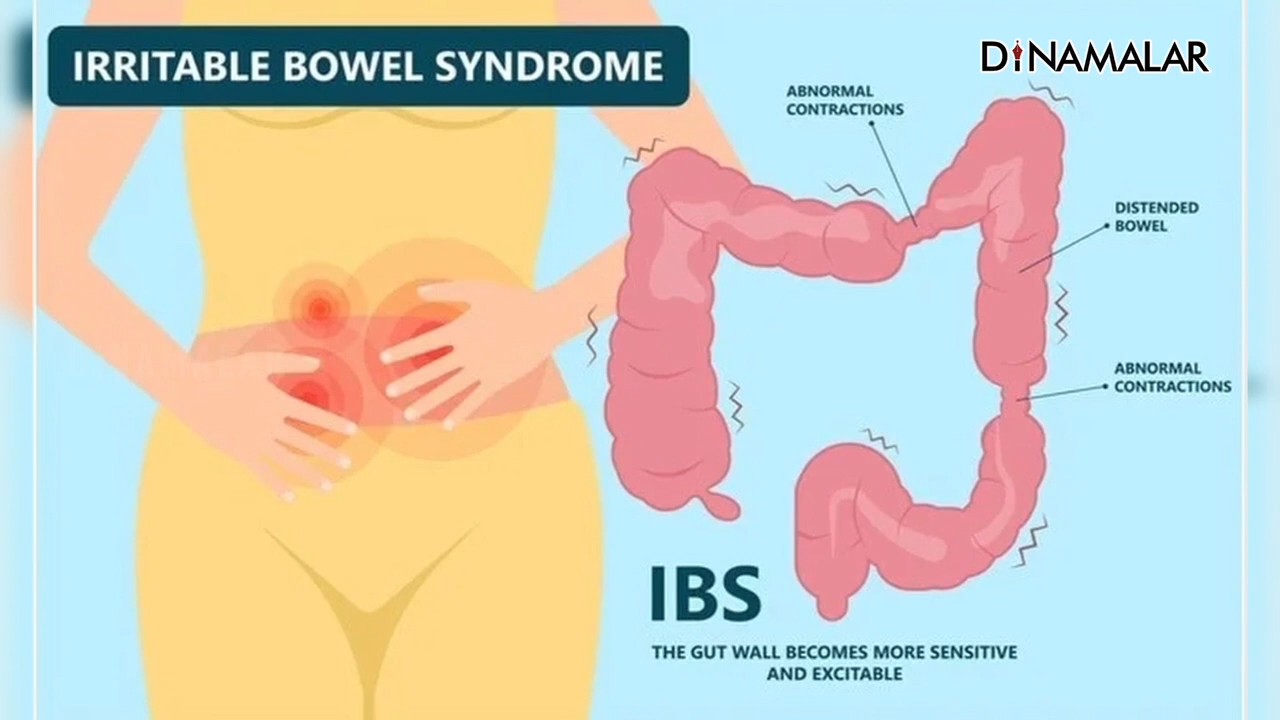 IRRITABLE BOWEL SYNDROME
DINAMALAR
ABNORMAL
CONTRACTIONS
DISTENDED
BOWEL
ABNORMAL
CONTRACTIONS
IBS
THE GUT WALL BECOMES MORE SENSITIVE
AND EXCITABLE